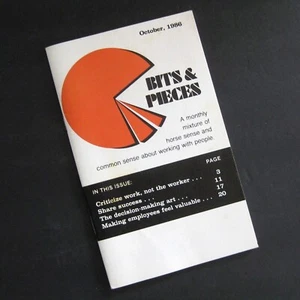 October, 1986
BITS &
PIECES
A monthly
mixture of
horse sense and
common sense about working with people.
IN THIS ISSUE: PAGE
Criticize work, not the worker . . . 3
Share success . . . 11
The decision-making art . . . 17
Making employees feel valuable . . . 20